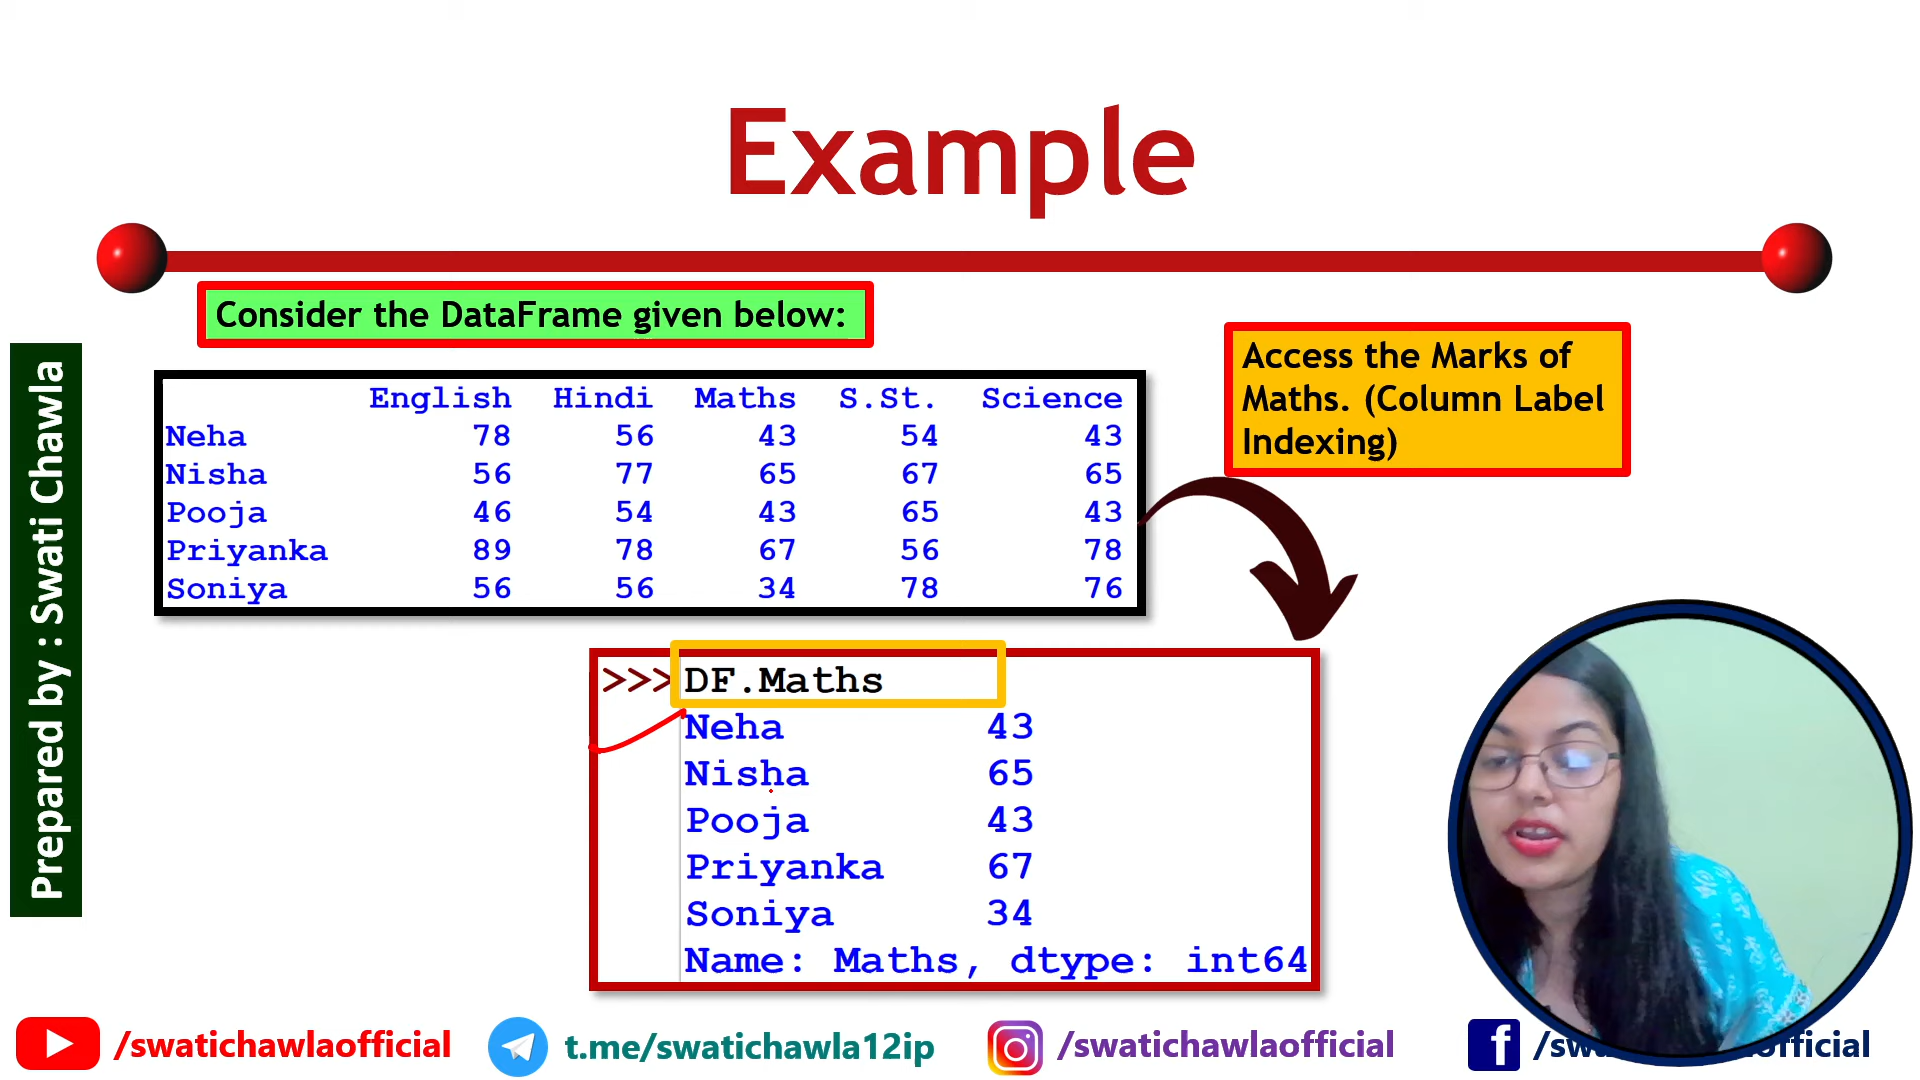 Example
Consider the DataFrame given below:
Access the Marks of
Maths. (Column Label
Indexing)
Prepared by : Swati Chawla
English Hindi Maths S.St. Science
Neha 78 56 43 54 43
Nisha 56 77 65 67 65
Pooja 46 54 43 65 43
Priyanka 89 78 67 56 78
Soniya 56 56 34 78 76
>>> DF.Maths
Neha 43
Nisha 65
Pooja 43
Priyanka 67
Soniya 34
Name: Maths, dtype: int64
/swatichawlaofficial
t.me/swatichawla12ip
/swatichawlaofficial